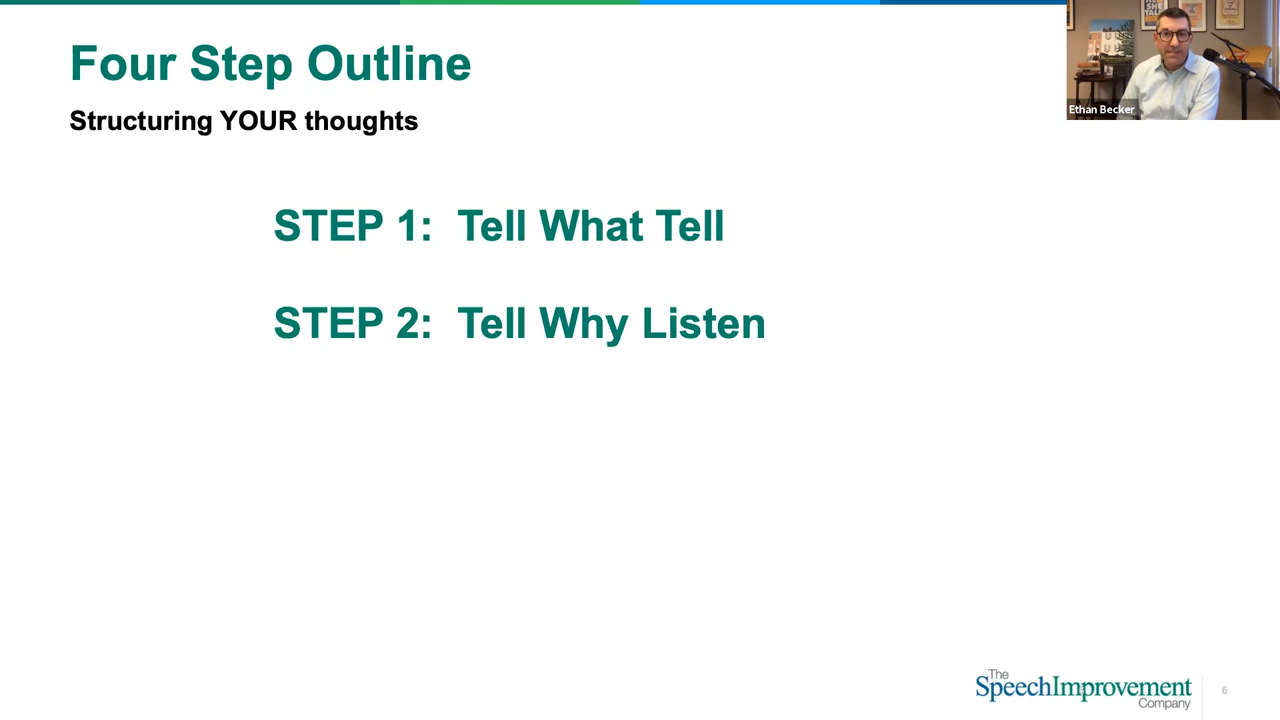 Four Step Outline
Structuring YOUR thoughts
Ethan Becker
STEP 1: Tell What Tell
STEP 2: Tell Why Listen
The
SpeechImprovement
Company
6